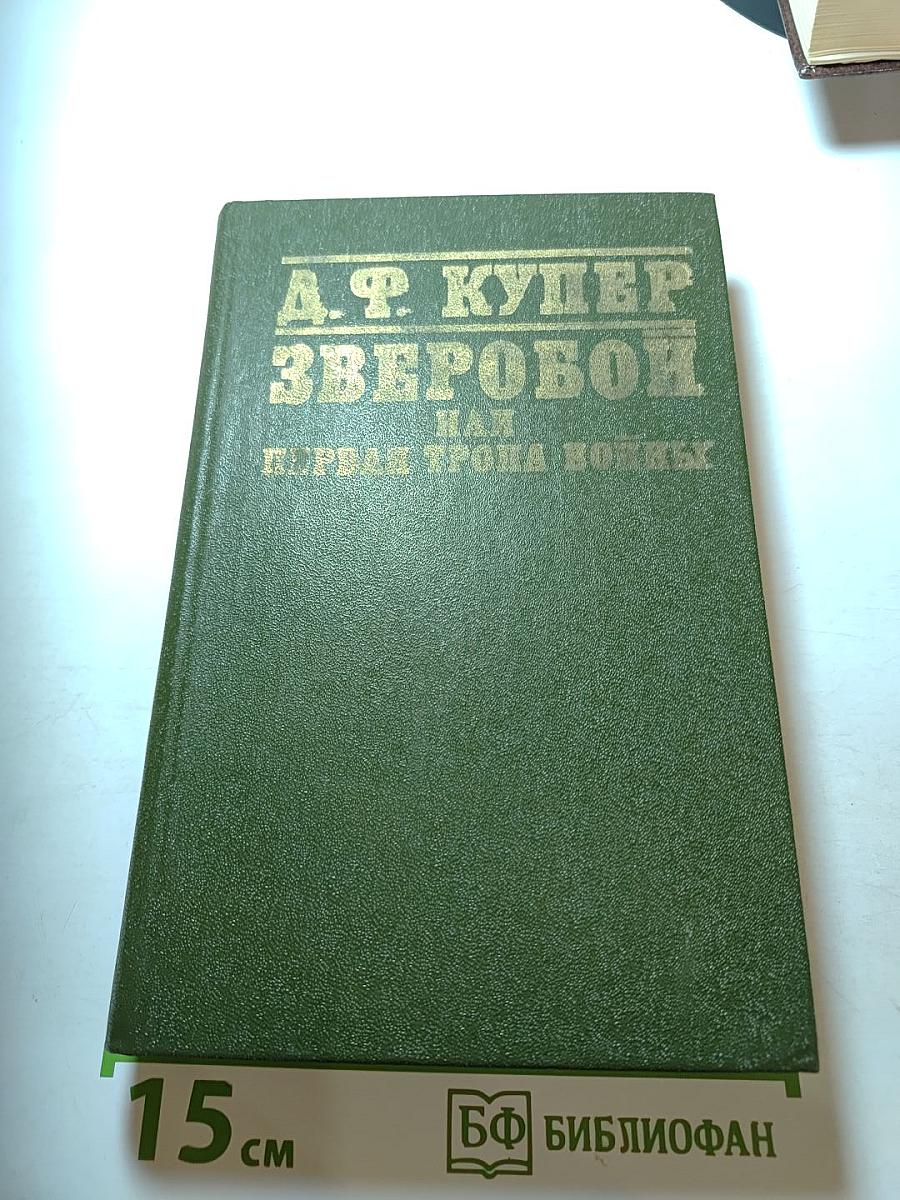 Д.Ф. КУПЕР
ЗВЕРОБОЙ
ИЛИ
ПЕРВАЯ ТРОПА ВОЙНЫ
15 см
БФ БИБЛИОФАН